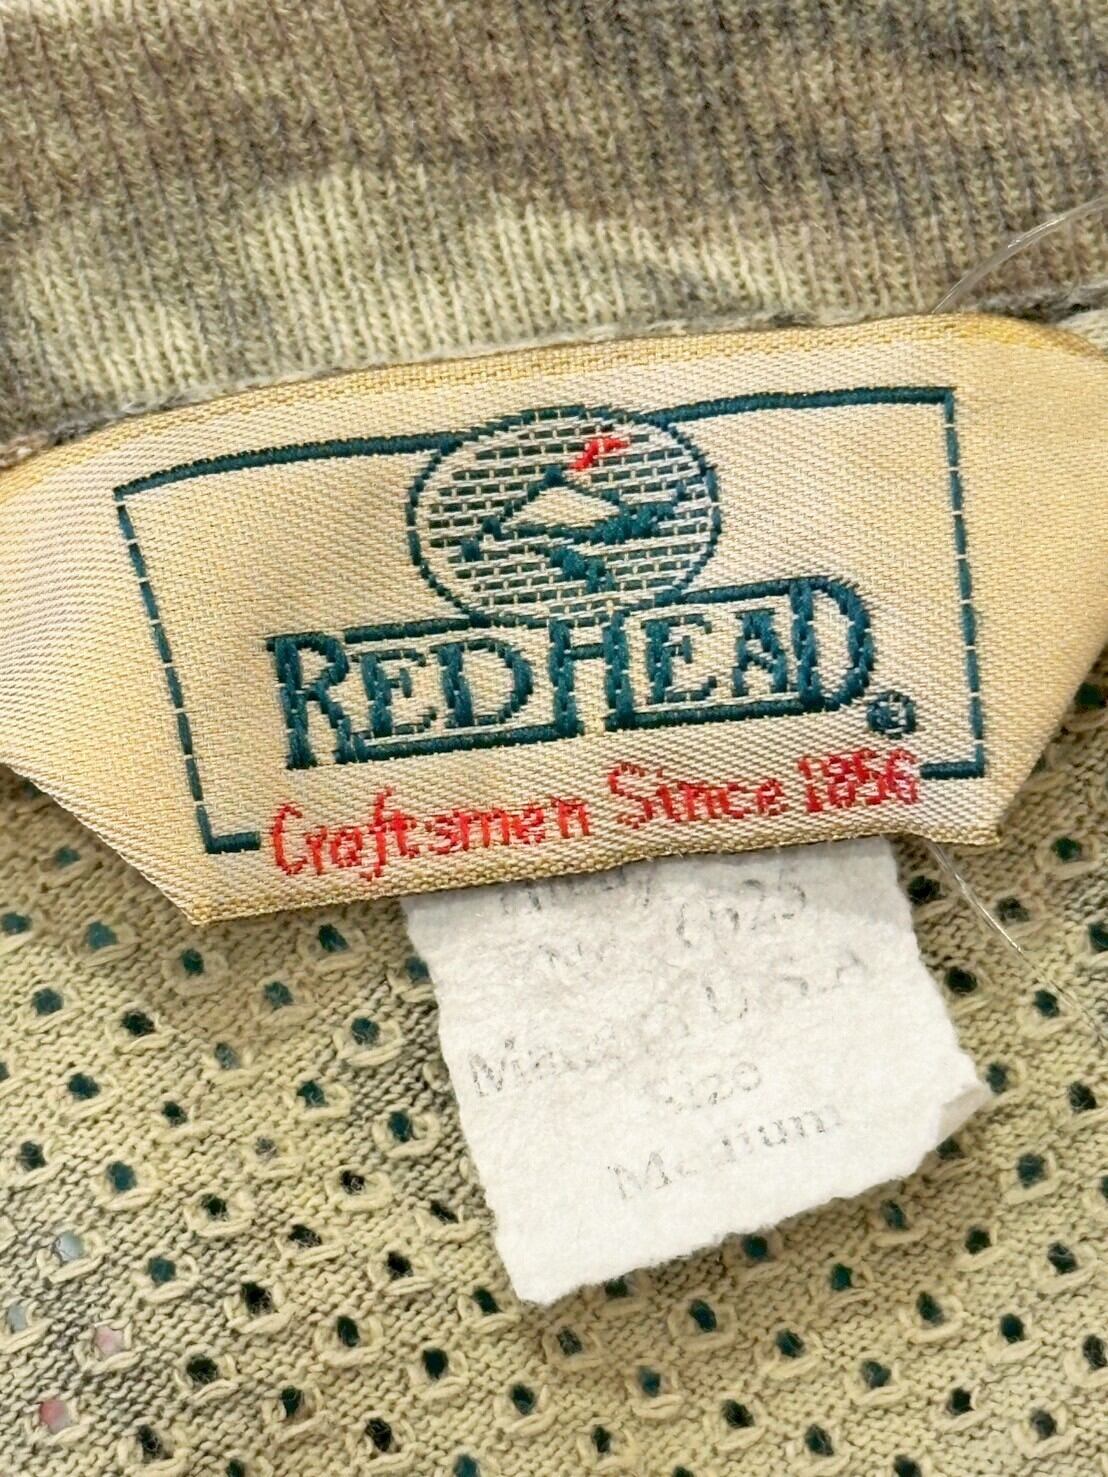 REDHEAD®
Craftsmen Since 1856
Made in U.S.A
Size
Medium